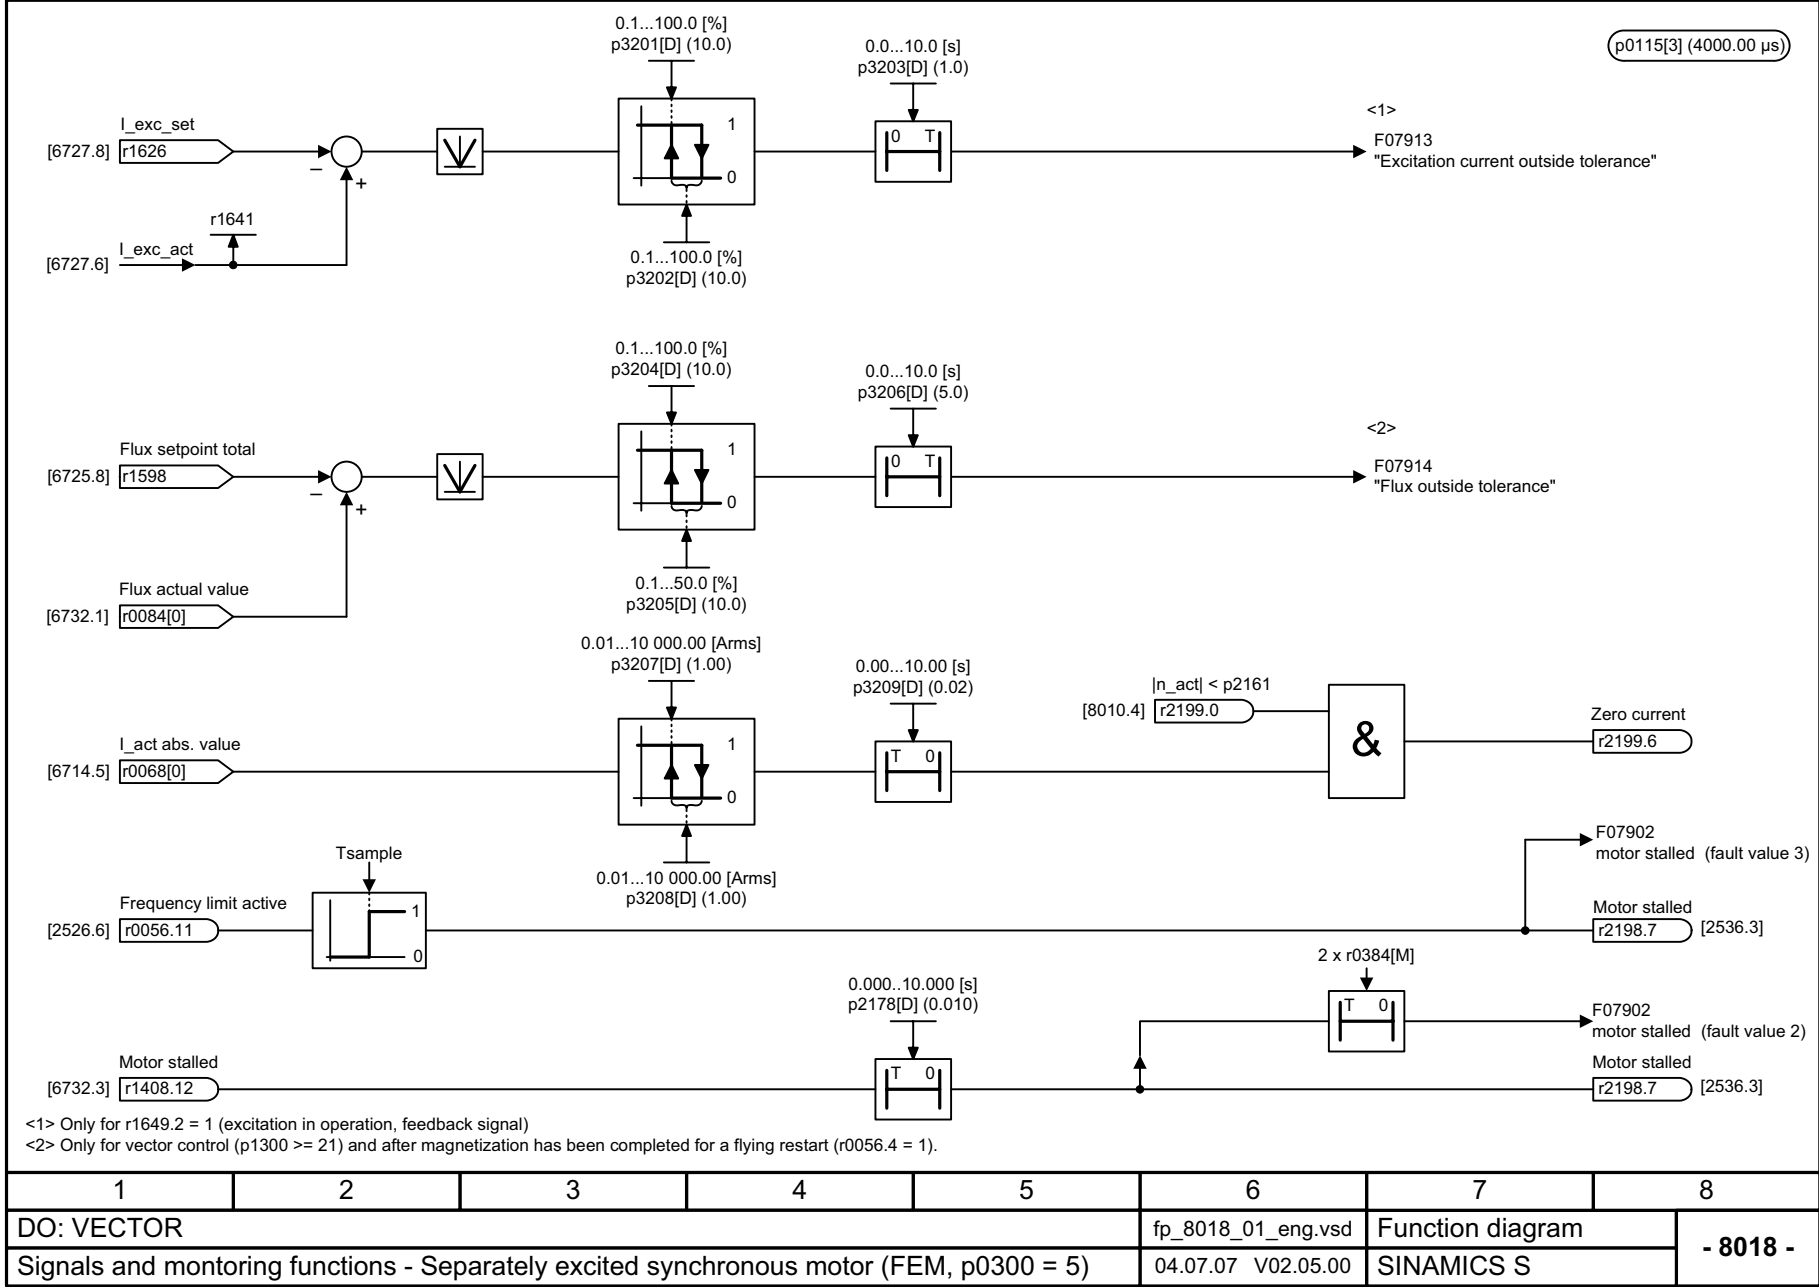 0.1...100.0 [%]
p3201[D] (10.0)
0.0...10.0 [s]
p3203[D] (1.0)
p0115[3] (4000.00 µs)
I_exc_set
[6727.8] r1626
–
+
1
0
0 T
<1>
F07913
"Excitation current outside tolerance"
r1641
[6727.6] I_exc_act
0.1...100.0 [%]
p3202[D] (10.0)
0.1...100.0 [%]
p3204[D] (10.0)
0.0...10.0 [s]
p3206[D] (5.0)
Flux setpoint total
[6725.8] r1598
–
+
1
0
0 T
<2>
F07914
"Flux outside tolerance"
Flux actual value
[6732.1] r0084[0]
0.1...50.0 [%]
p3205[D] (10.0)
0.01...10 000.00 [Arms]
p3207[D] (1.00)
0.00...10.00 [s]
p3209[D] (0.02)
|n_act| < p2161
[8010.4] r2199.0
&
Zero current
r2199.6
I_act abs. value
[6714.5] r0068[0]
1
0
T 0
0.01...10 000.00 [Arms]
p3208[D] (1.00)
Tsample
F07902
motor stalled (fault value 3)
Frequency limit active
[2526.6] r0056.11
1
0
Motor stalled
r2198.7 [2536.3]
2 x r0384[M]
T 0
0.000..10.000 [s]
p2178[D] (0.010)
F07902
motor stalled (fault value 2)
Motor stalled
[6732.3] r1408.12
T 0
Motor stalled
r2198.7 [2536.3]
<1> Only for r1649.2 = 1 (excitation in operation, feedback signal)
<2> Only for vector control (p1300 >= 21) and after magnetization has been completed for a flying restart (r0056.4 = 1).
1 2 3 4 5 6 7 8
DO: VECTOR
fp_8018_01_eng.vsd
Function diagram
- 8018 -
Signals and montoring functions - Separately excited synchronous motor (FEM, p0300 = 5)
04.07.07 V02.05.00
SINAMICS S